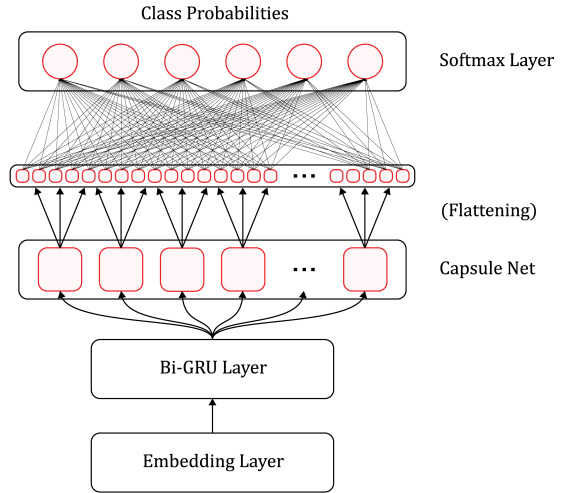 Class Probabilities
Softmax Layer
(Flattening)
Capsule Net
Bi-GRU Layer
Embedding Layer